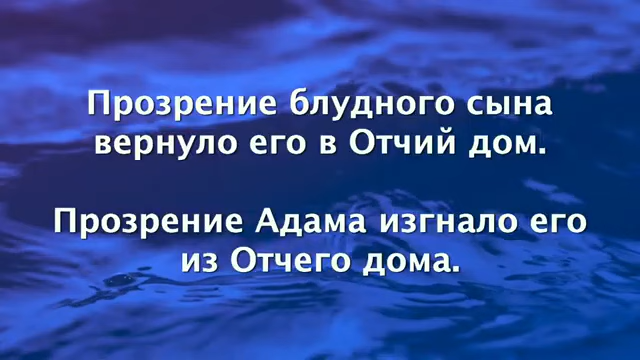 Прозрение блудного сына
вернуло его в Отчий дом.
Прозрение Адама изгнало его
из Отчего дома.